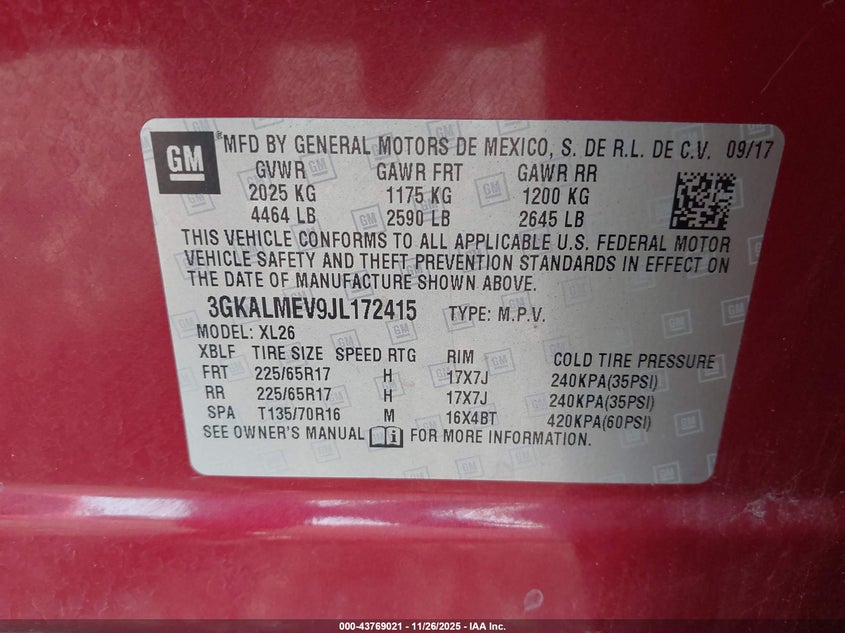 GM ® MFD BY GENERAL MOTORS DE MEXICO, S. DE R.L. DE C.V. 09/17
GVWR GAWR FRT GAWR RR
2025 KG 1175 KG 1200 KG
4464 LB 2590 LB 2645 LB
THIS VEHICLE CONFORMS TO ALL APPLICABLE U.S. FEDERAL MOTOR
VEHICLE SAFETY AND THEFT PREVENTION STANDARDS IN EFFECT ON
THE DATE OF MANUFACTURE SHOWN ABOVE.
3GKALMEV9JL172415 TYPE: M.P.V.
MODEL: XL26
XBLF TIRE SIZE SPEED RTG RIM COLD TIRE PRESSURE
FRT 225/65R17 H 17X7J 240KPA(35PSI)
RR 225/65R17 H 17X7J 240KPA(35PSI)
SPA T135/70R16 M 16X4BT 420KPA(60PSI)
SEE OWNER'S MANUAL FOR MORE INFORMATION.
000-43769021 - 11/26/2025 - IAA Inc.